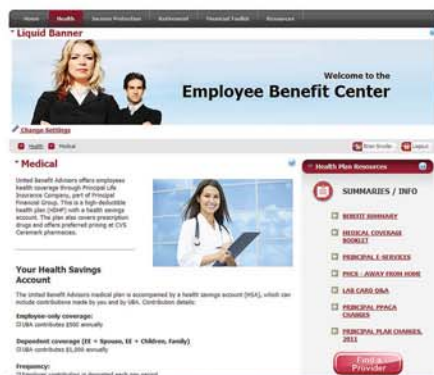 Home Health Income Protection Retirement Financial Toolkit Resources
Liquid Banner
Welcome to the
Employee Benefit Center
Change Settings
Health Medical
Logout
Medical
United Benefit Advisors offers employees
health coverage through Principal Life
Insurance Company, part of Principal
Financial Group. This is a high-deductible
health plan (HDHP) with a health savings
account. The plan also covers prescription
drugs and offers preferred pricing at CVS
Caremark pharmacies.
Your Health Savings
Account
The United Benefit Advisors medical plan is accompanied by a health savings account (HSA), which can
include contributions made by you and by UBA. Contribution details:
Employee-only coverage:
UBA contributes $500 annually
Dependent coverage (EE + Spouse, EE + Children, Family)
UBA contributes $1,000 annually
Frequency:
Employer contribution is deposited each pay period
Health Plan Resources
SUMMARIES / INFO
BENEFIT SUMMARY
MEDICAL COVERAGE
BOOKLET
PRINCIPAL E-SERVICES
PHCS - AWAY FROM HOME
LAB CARD Q&A
PRINCIPAL PPACA
CHANGES
PRINCIPAL PLAN CHANGES,
2011
Find a
Provider